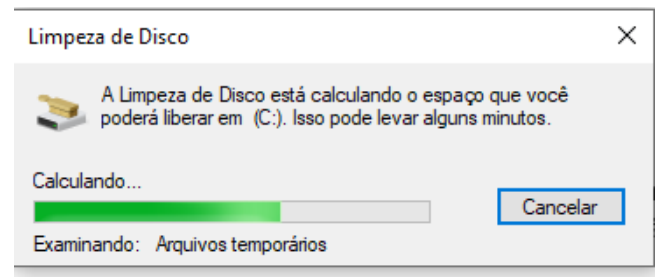 Limpeza de Disco
A Limpeza de Disco está calculando o espaço que você
poderá liberar em (C:). Isso pode levar alguns minutos.
Calculando...
Cancelar
Examinando: Arquivos temporários